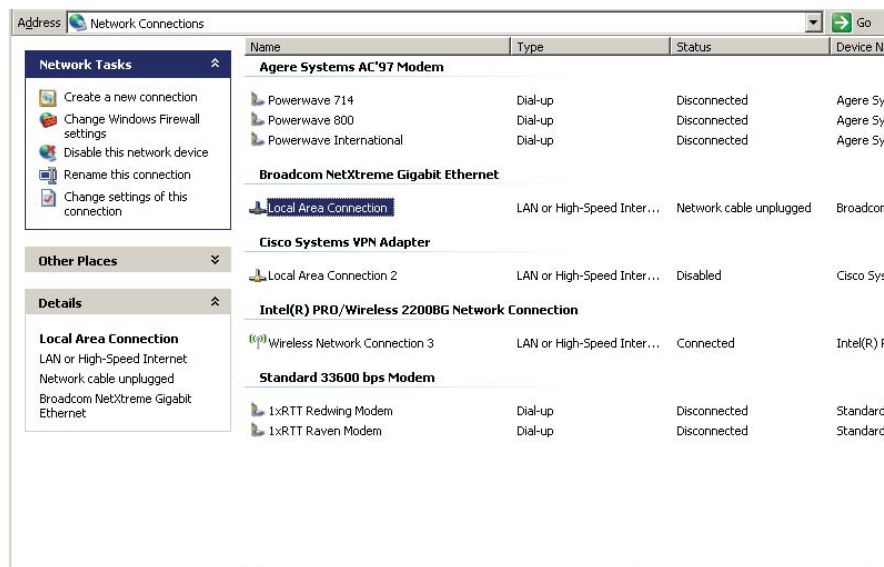 Address Network Connections Go
Name Type Status Device N
Network Tasks
Create a new connection
Change Windows Firewall
settings
Disable this network device
Rename this connection
Change settings of this
connection
Other Places
Details
Local Area Connection
LAN or High-Speed Internet
Network cable unplugged
Broadcom NetXtreme Gigabit
Ethernet
Agere Systems AC'97 Modem
Powerwave 714 Dial-up Disconnected Agere Sy
Powerwave 800 Dial-up Disconnected Agere Sy
Powerwave International Dial-up Disconnected Agere Sy
Broadcom NetXtreme Gigabit Ethernet
Local Area Connection LAN or High-Speed Inter... Network cable unplugged Broadcon
Cisco Systems VPN Adapter
Local Area Connection 2 LAN or High-Speed Inter... Disabled Cisco Sys
Intel(R) PRO/Wireless 2200BG Network Connection
Wireless Network Connection 3 LAN or High-Speed Inter... Connected Intel(R) F
Standard 33600 bps Modem
1xRTT Redwing Modem Dial-up Disconnected Standard
1xRTT Raven Modem Dial-up Disconnected Standard